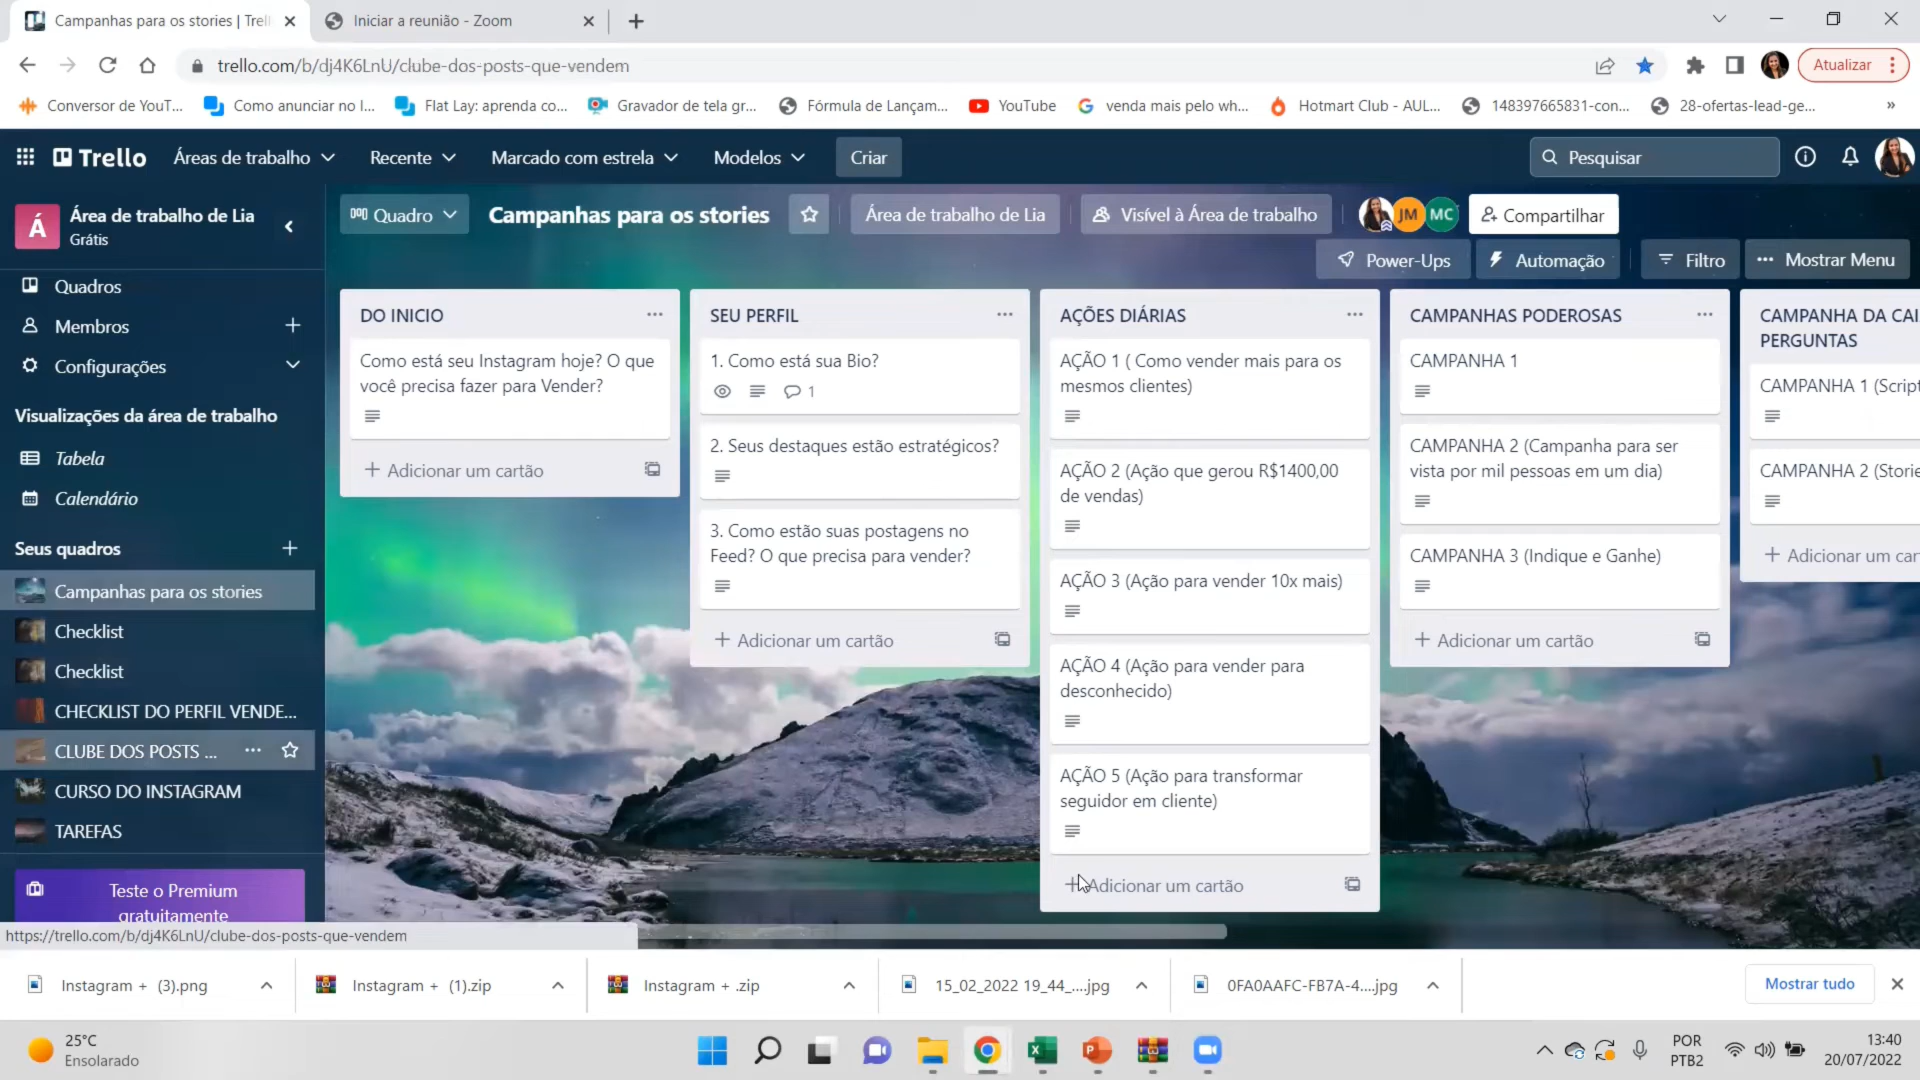 Campanhas para os stories | Trel
Iniciar a reunião - Zoom
trello.com/b/dj4K6LnU/clube-dos-posts-que-vendem
Atualizar
Conversor de YouT...
Como anunciar no I...
Flat Lay: aprenda co...
Gravador de tela gr...
Fórmula de Lançam...
YouTube
venda mais pelo wh...
Hotmart Club - AUL...
148397665831-con...
28-ofertas-lead-ge...
»
Trello
Áreas de trabalho
Recente
Marcado com estrela
Modelos
Criar
Pesquisar
Á
Área de trabalho de Lia
Grátis
Quadros
Membros
Configurações
Visualizações da área de trabalho
Tabela
Calendário
Seus quadros
Campanhas para os stories
Checklist
Checklist
CHECKLIST DO PERFIL VENDE...
CLUBE DOS POSTS ...
CURSO DO INSTAGRAM
TAREFAS
Teste o Premium
gratuitamente
Quadro
Campanhas para os stories
Área de trabalho de Lia
Visível à Área de trabalho
JM
MC
Compartilhar
Power-Ups
Automação
Filtro
Mostrar Menu
DO INICIO
Como está seu Instagram hoje? O que
você precisa fazer para Vender?
Adicionar um cartão
SEU PERFIL
1. Como está sua Bio?
1
2. Seus destaques estão estratégicos?
3. Como estão suas postagens no
Feed? O que precisa para vender?
Adicionar um cartão
AÇÕES DIÁRIAS
AÇÃO 1 ( Como vender mais para os
mesmos clientes)
AÇÃO 2 (Ação que gerou R$1400,00
de vendas)
AÇÃO 3 (Ação para vender 10x mais)
AÇÃO 4 (Ação para vender para
desconhecido)
AÇÃO 5 (Ação para transformar
seguidor em cliente)
Adicionar um cartão
CAMPANHAS PODEROSAS
CAMPANHA 1
CAMPANHA 2 (Campanha para ser
vista por mil pessoas em um dia)
CAMPANHA 3 (Indique e Ganhe)
Adicionar um cartão
CAMPANHA DA CAI
PERGUNTAS
CAMPANHA 1 (Script
CAMPANHA 2 (Storie
Adicionar um car
https://trello.com/b/dj4K6LnU/clube-dos-posts-que-vendem
Instagram + (3).png
Instagram + (1).zip
Instagram + .zip
15_02_2022 19_44_....jpg
0FA0AAFC-FB7A-4....jpg
Mostrar tudo
25°C
Ensolarado
POR
PTB2
13:40
20/07/2022